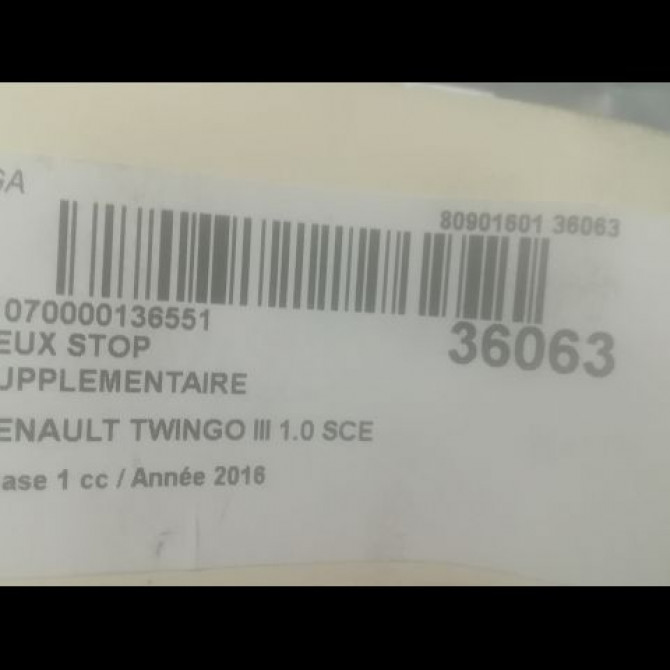 GA
80901601 36063
070000136551
36063
EUX STOP
UPPLEMENTAIRE
ENAULT TWINGO III 1.0 SCE
ase 1 cc / Année 2016